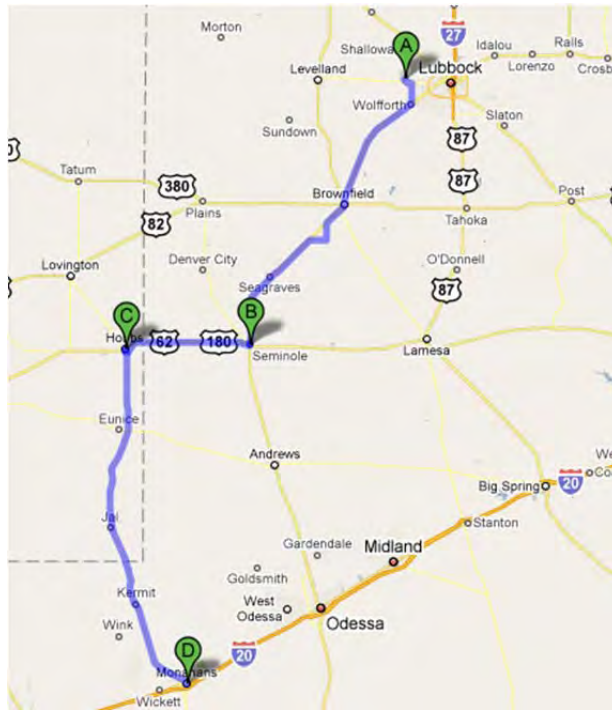 Morton
Shallowa
A
27
Idalou
Ralls
Levelland
Lubbock
Lorenzo
Crosb
Wolfforth
Sundown
Slaton
87
Tatum
380
87
Plains
Brownfield
Post
82
Tahoka
Lovington
Denver City
O'Donnell
Seagraves
87
C
B
Hobbs
62
180
Seminole
Lamesa
Eunice
Andrews
We
Co
Big Spring
20
Jal
Stanton
Gardendale
Midland
Goldsmith
Kermit
West
Odessa
Odessa
Wink
D
20
Monahans
Wickett